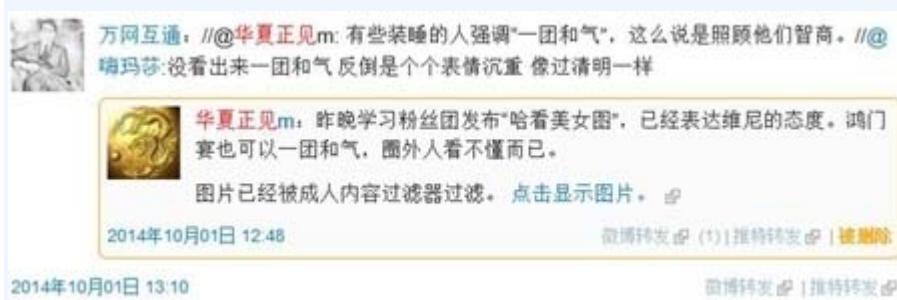 万网互通：//@华夏正见m: 有些装睡的人强调"一团和气"，这么说是照顾他们智商。//@
嗨玛莎:没看出来一团和气 反倒是个个表情沉重 像过清明一样
华夏正见m：昨晚学习粉丝团发布"哈看美女图"，已经表达维尼的态度。鸿门
宴也可以一团和气，圈外人看不懂而已。
图片已经被成人内容过滤器过滤。 点击显示图片。
2014年10月01日 12:48 微博转发 (1) | 推特转发 | 被删除
2014年10月01日 13:10 微博转发 | 推特转发